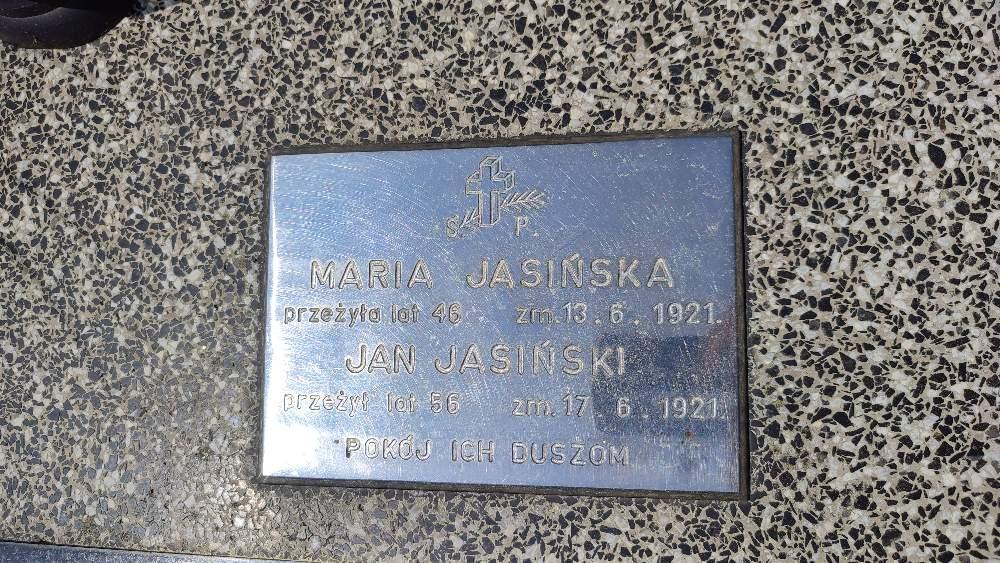 Ś. P.
MARIA JASIŃSKA
przeżyła lat 46 zm. 13. 6. 1921.
JAN JASIŃSKI
przeżył lat 56 zm. 17. 6. 1921.
POKÓJ ICH DUSZOM